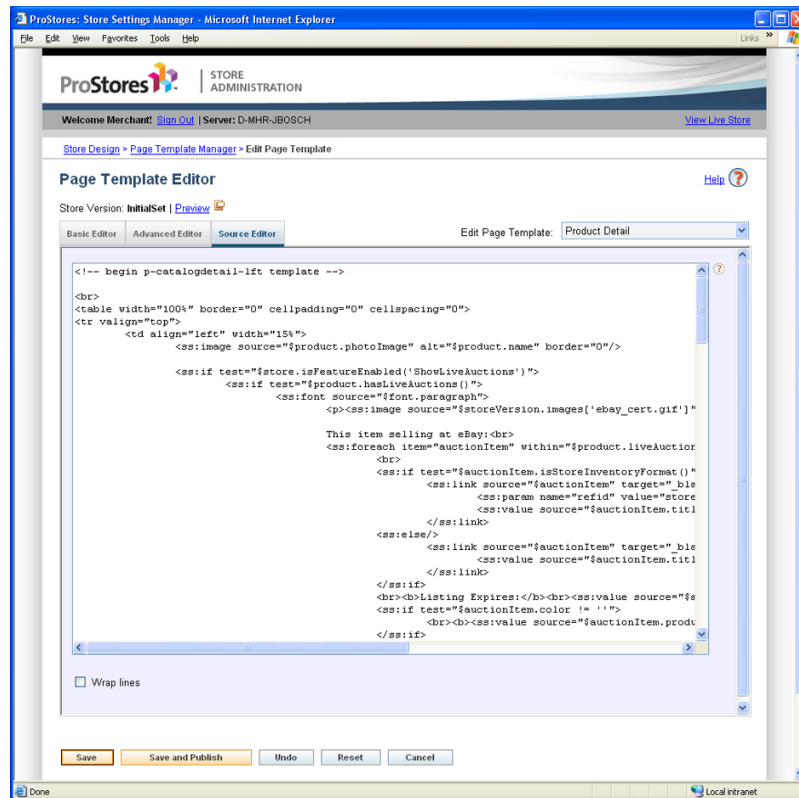 ProStores: Store Settings Manager - Microsoft Internet Explorer
File Edit View Favorites Tools Help Links »
ProStores STORE
ADMINISTRATION
Welcome Merchant! Sign Out | Server: D-MHR-JBOSCH View Live Store
Store Design > Page Template Manager > Edit Page Template
Page Template Editor Help ?
Store Version: InitialSet | Preview
Basic Editor Advanced Editor Source Editor Edit Page Template: Product Detail
<!-- begin p-catalogdetail-lft template --> ?
<br>
<table width="100%" border="0" cellpadding="0" cellspacing="0">
<tr valign="top">
<td align="left" width="15%">
<ss:image source="$product.photoImage" alt="$product.name" border="0"/>
<ss:if test="$store.isFeatureEnabled('ShowLiveAuctions')">
<ss:if test="$product.hasLiveAuctions()">
<ss:font source="$font.paragraph">
<p><ss:image source="$storeVersion.images['ebay_cert.gif']"
This item selling at eBay:<br>
<ss:foreach item="auctionItem" within="$product.liveAuction
<br>
<ss:if test="$auctionItem.isStoreInventoryFormat()"
<ss:link source="$auctionItem" target="_bla
<ss:param name="refid" value="store
<ss:value source="$auctionItem.titl
</ss:link>
<ss:else/>
<ss:link source="$auctionItem" target="_bla
<ss:value source="$auctionItem.titl
</ss:link>
</ss:if>
<br><b>Listing Expires:</b><br><ss:value source="$a
<ss:if test="$auctionItem.color != ''">
<br><b><ss:value source="$auctionItem.produ
</ss:if>
Wrap lines
Save Save and Publish Undo Reset Cancel
Done Local intranet